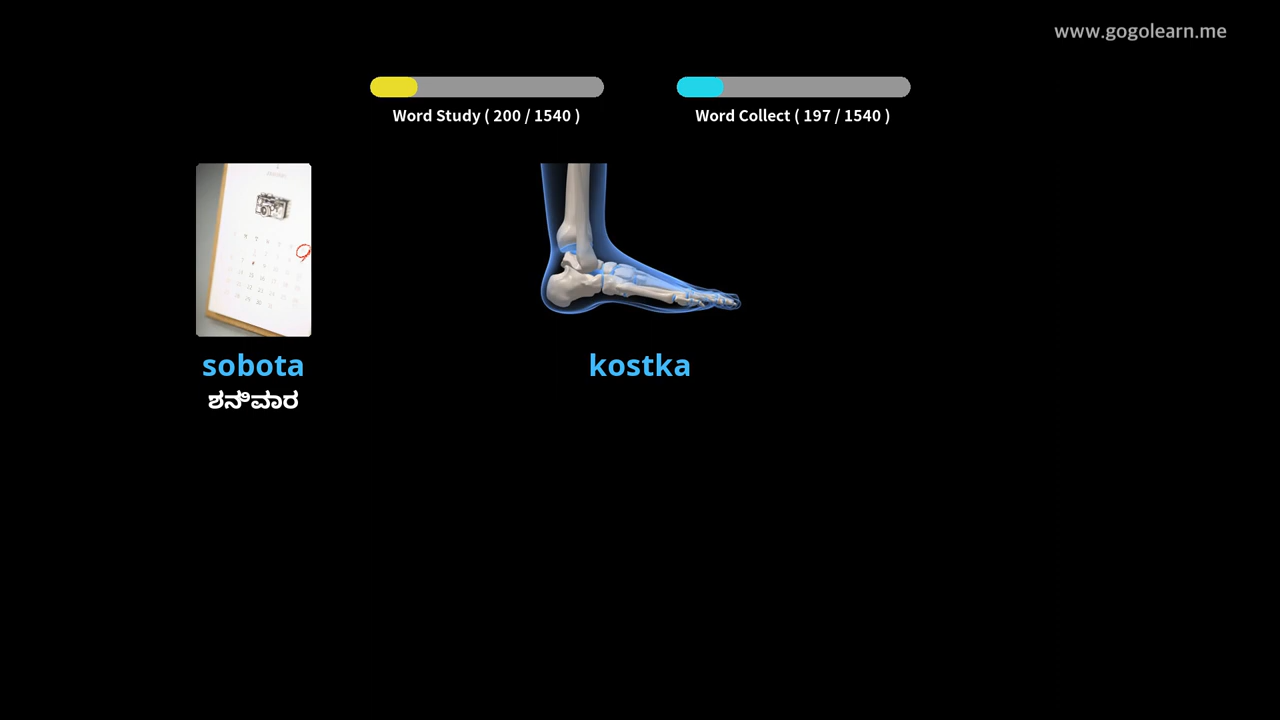 www.gogolearn.me
Word Study ( 200 / 1540 )
Word Collect ( 197 / 1540 )
sobota
ಶನಿವಾರ
kostka